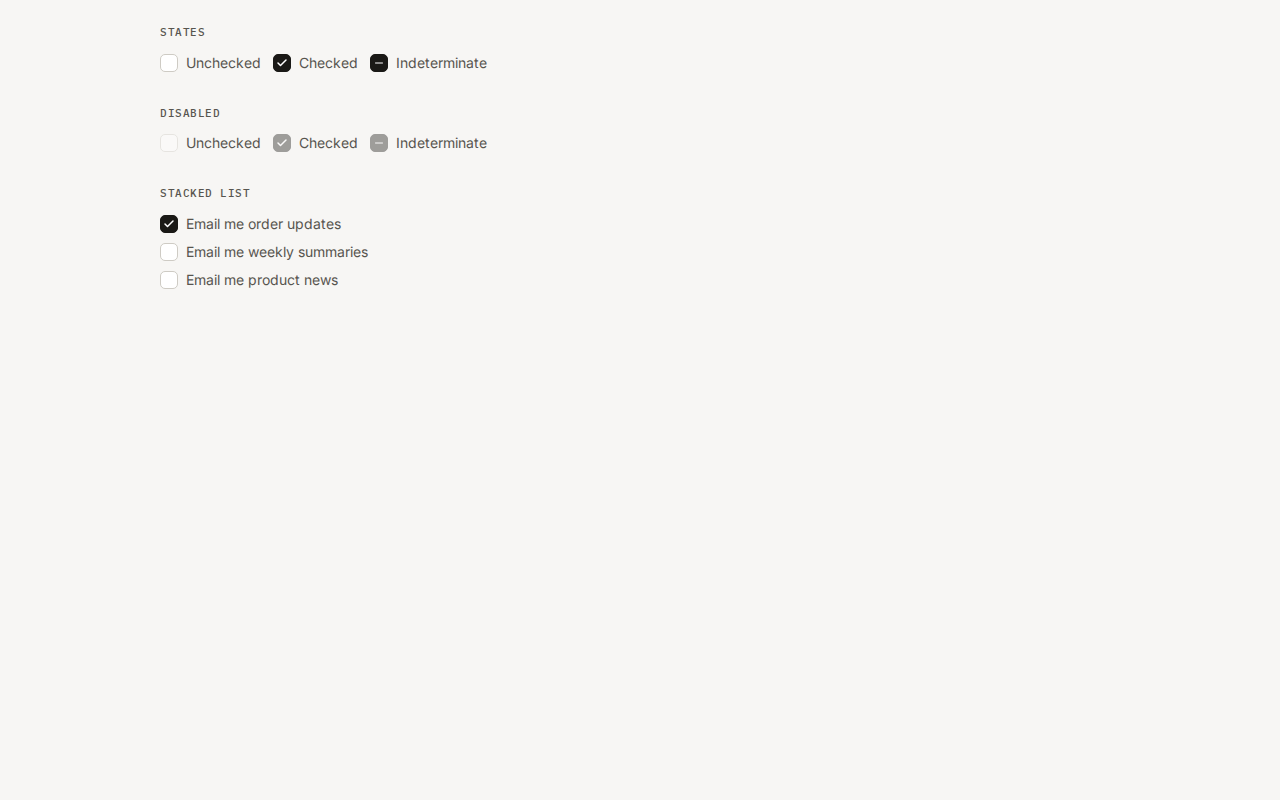 STATES
Unchecked Checked Indeterminate
DISABLED
Unchecked Checked Indeterminate
STACKED LIST
Email me order updates
Email me weekly summaries
Email me product news